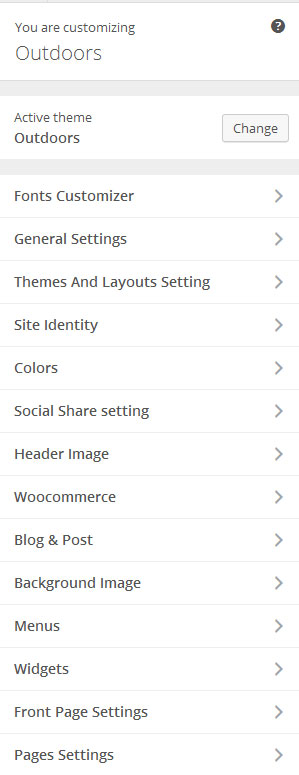 You are customizing
?
Outdoors
Active theme
Outdoors
Change
Fonts Customizer
General Settings
Themes And Layouts Setting
Site Identity
Colors
Social Share setting
Header Image
Woocommerce
Blog & Post
Background Image
Menus
Widgets
Front Page Settings
Pages Settings